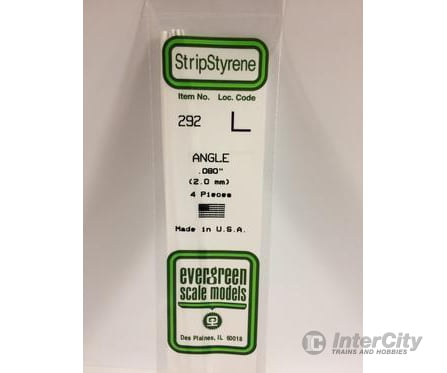 StripStyrene
Item No. Loc. Code
292 L
ANGLE
.080"
(2.0 mm)
4 Pieces
Made in U.S.A.
evergreen
scale models
Des Plaines, IL 60018
IC InterCity
TRAINS AND HOBBIES